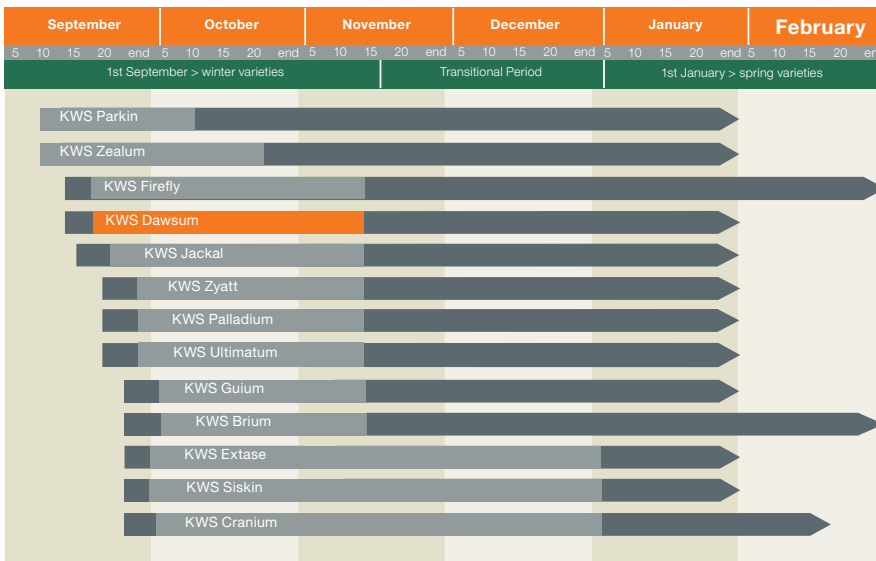 September October November December January February
5 10 15 20 end 5 10 15 20 end 5 10 15 20 end 5 10 15 20 end 5 10 15 20 end 5 10 15 20 en
1st September > winter varieties Transitional Period 1st January > spring varieties
KWS Parkin
KWS Zealum
KWS Firefly
KWS Dawsum
KWS Jackal
KWS Zyatt
KWS Palladium
KWS Ultimatum
KWS Guium
KWS Brium
KWS Extase
KWS Siskin
KWS Cranium